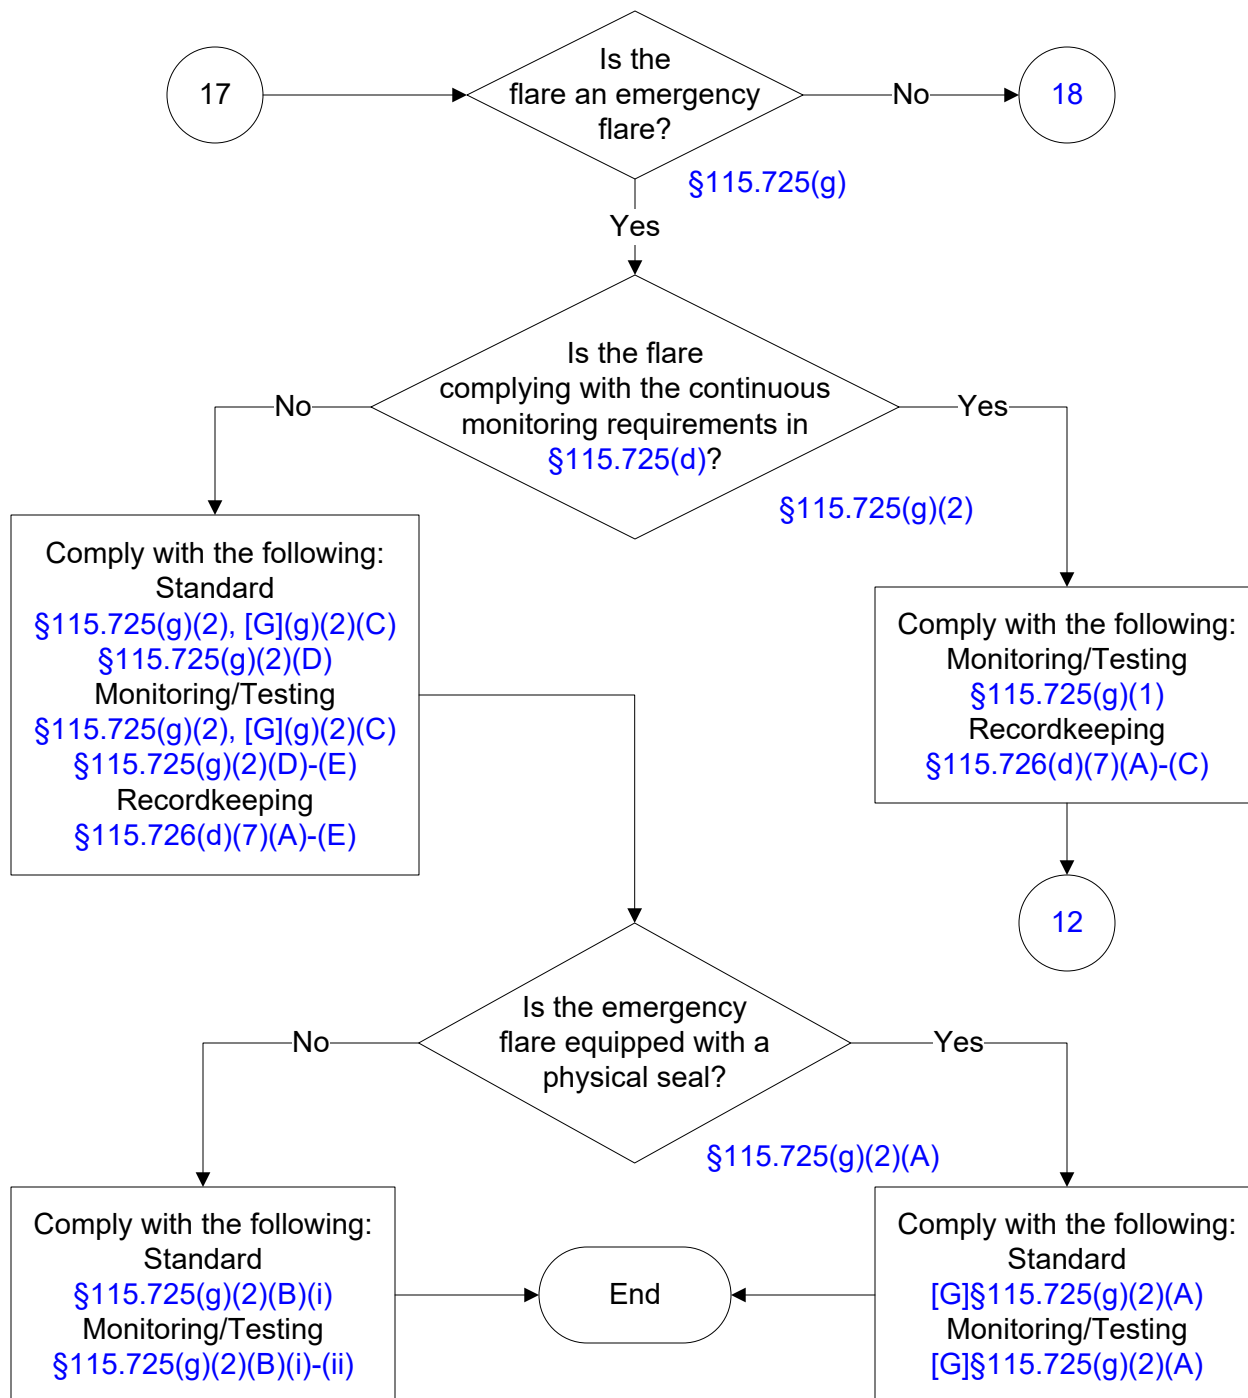 17
Is the
flare an emergency
flare?
No
18
§115.725(g)
Yes
Is the flare
complying with the continuous
monitoring requirements in
§115.725(d)?
No
Yes
§115.725(g)(2)
Comply with the following:
Standard
§115.725(g)(2), [G](g)(2)(C)
§115.725(g)(2)(D)
Monitoring/Testing
§115.725(g)(2), [G](g)(2)(C)
§115.725(g)(2)(D)-(E)
Recordkeeping
§115.726(d)(7)(A)-(E)
Comply with the following:
Monitoring/Testing
§115.725(g)(1)
Recordkeeping
§115.726(d)(7)(A)-(C)
12
Is the emergency
flare equipped with a
physical seal?
No
Yes
§115.725(g)(2)(A)
Comply with the following:
Standard
§115.725(g)(2)(B)(i)
Monitoring/Testing
§115.725(g)(2)(B)(i)-(ii)
End
Comply with the following:
Standard
[G]§115.725(g)(2)(A)
Monitoring/Testing
[G]§115.725(g)(2)(A)